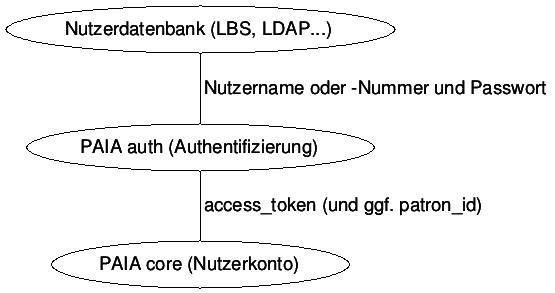 Nutzerdatenbank (LBS, LDAP...)
Nutzername oder -Nummer und Passwort
PAIA auth (Authentifizierung)
access_token (und ggf. patron_id)
PAIA core (Nutzerkonto)